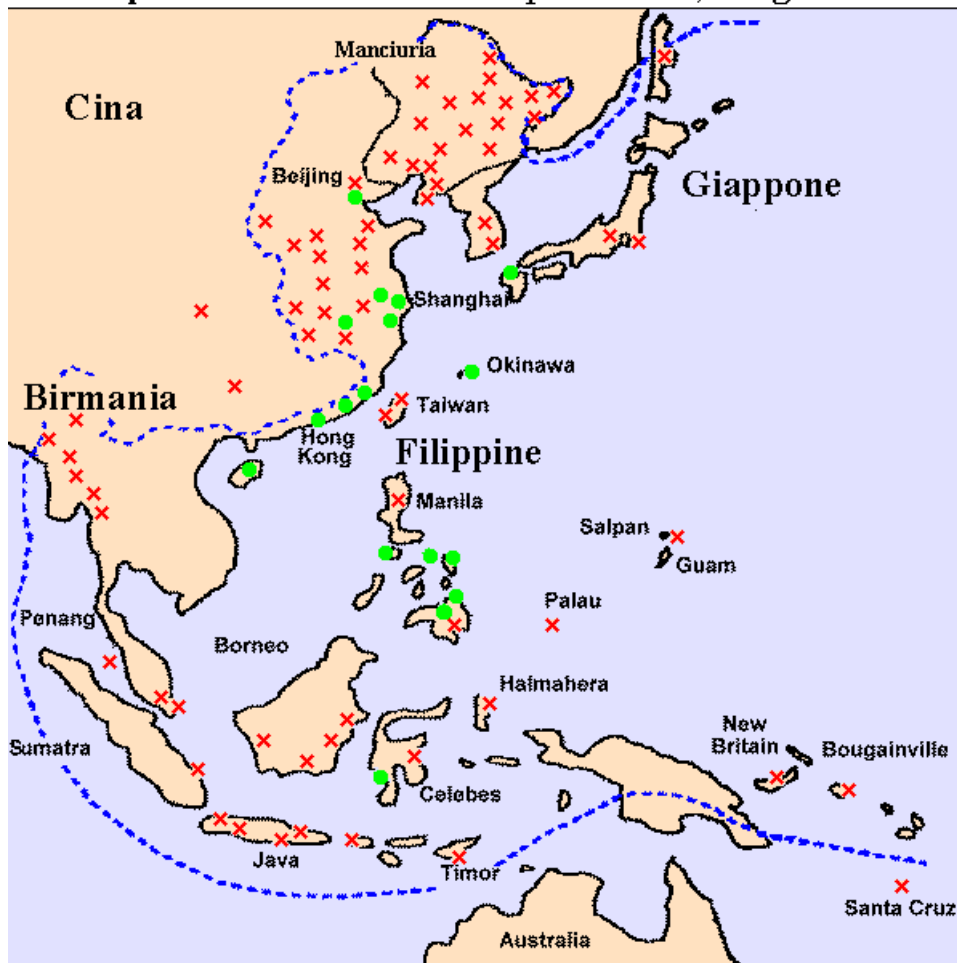 Manciuria
Cina
Beijing
Giappone
Shanghai
Okinawa
Birmania
Taiwan
Hong
Kong
Filippine
Manila
Salpan
Guam
Palau
Penang
Borneo
Halmahera
Sumatra
New
Britain
Bougainville
Celebes
Java
Timor
Santa Cruz
Australia